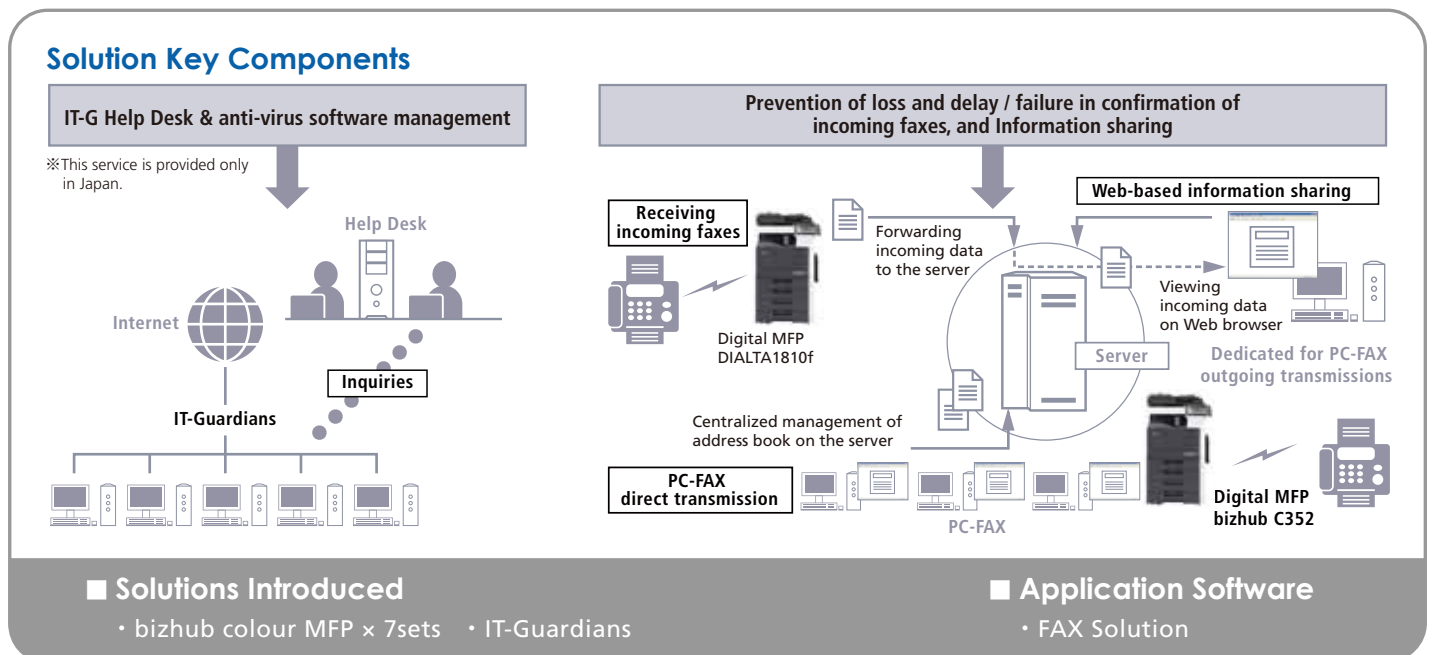 Solution Key Components
IT-G Help Desk & anti-virus software management
※This service is provided only
in Japan.
Help Desk
Internet
Inquiries
IT-Guardians
Prevention of loss and delay / failure in confirmation of
incoming faxes, and Information sharing
Receiving
incoming faxes
Web-based information sharing
Forwarding
incoming data
to the server
Viewing
incoming data
on Web browser
Digital MFP
DIALTA1810f
Server
Dedicated for PC-FAX
outgoing transmissions
Centralized management of
address book on the server
PC-FAX
direct transmission
PC-FAX
Digital MFP
bizhub C352
■ Solutions Introduced
・bizhub colour MFP × 7sets ・IT-Guardians
■ Application Software
・FAX Solution